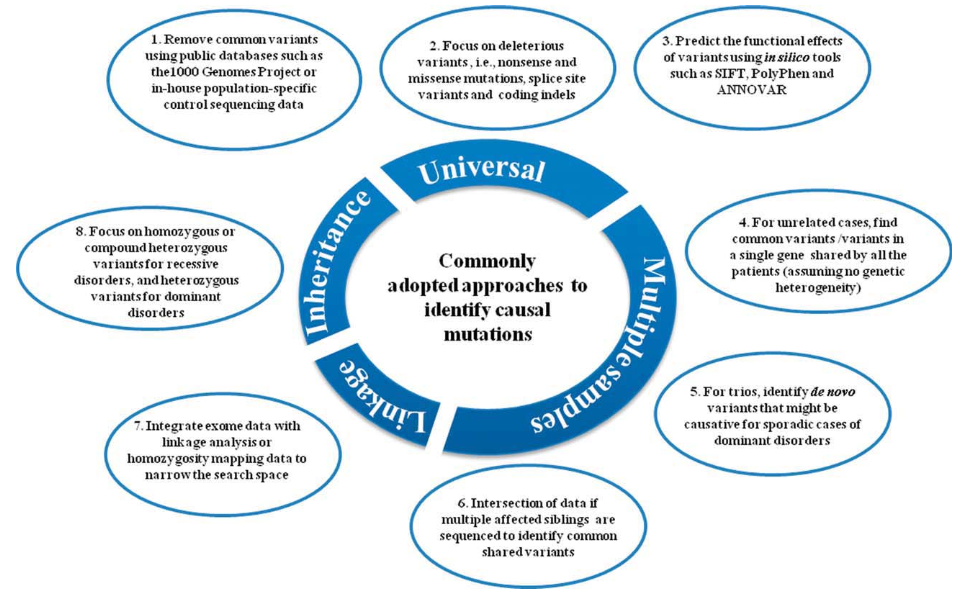 1. Remove common variants
using public databases such as
the1000 Genomes Project or
in-house population-specific
control sequencing data
2. Focus on deleterious
variants , i.e., nonsense and
missense mutations, splice site
variants and coding indels
3. Predict the functional effects
of variants using in silico tools
such as SIFT, PolyPhen and
ANNOVAR
Universal
Inheritance
Multiple samples
Linkage
Commonly
adopted approaches to
identify causal
mutations
4. For unrelated cases, find
common variants /variants in
a single gene shared by all the
patients (assuming no genetic
heterogeneity)
5. For trios, identify de novo
variants that might be
causative for sporadic cases of
dominant disorders
6. Intersection of data if
multiple affected siblings are
sequenced to identify common
shared variants
7. Integrate exome data with
linkage analysis or
homozygosity mapping data to
narrow the search space
8. Focus on homozygous or
compound heterozygous
variants for recessive
disorders, and heterozygous
variants for dominant
disorders